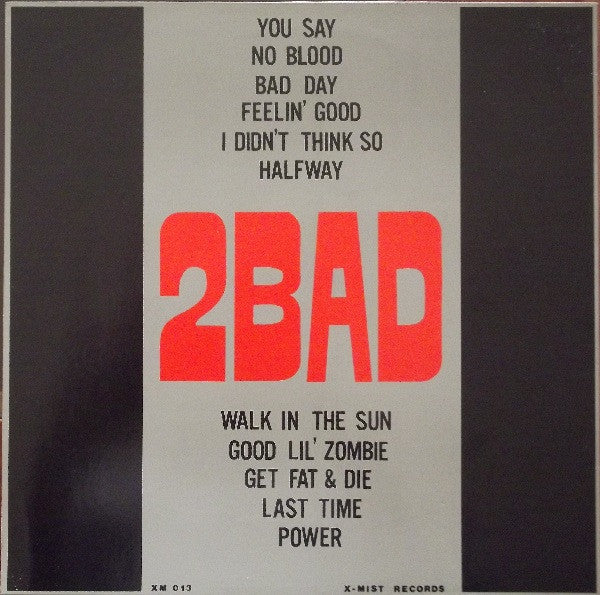 YOU SAY
NO BLOOD
BAD DAY
FEELIN' GOOD
I DIDN'T THINK SO
HALFWAY
2BAD
WALK IN THE SUN
GOOD LIL' ZOMBIE
GET FAT & DIE
LAST TIME
POWER
XM 013 X-MIST RECORDS